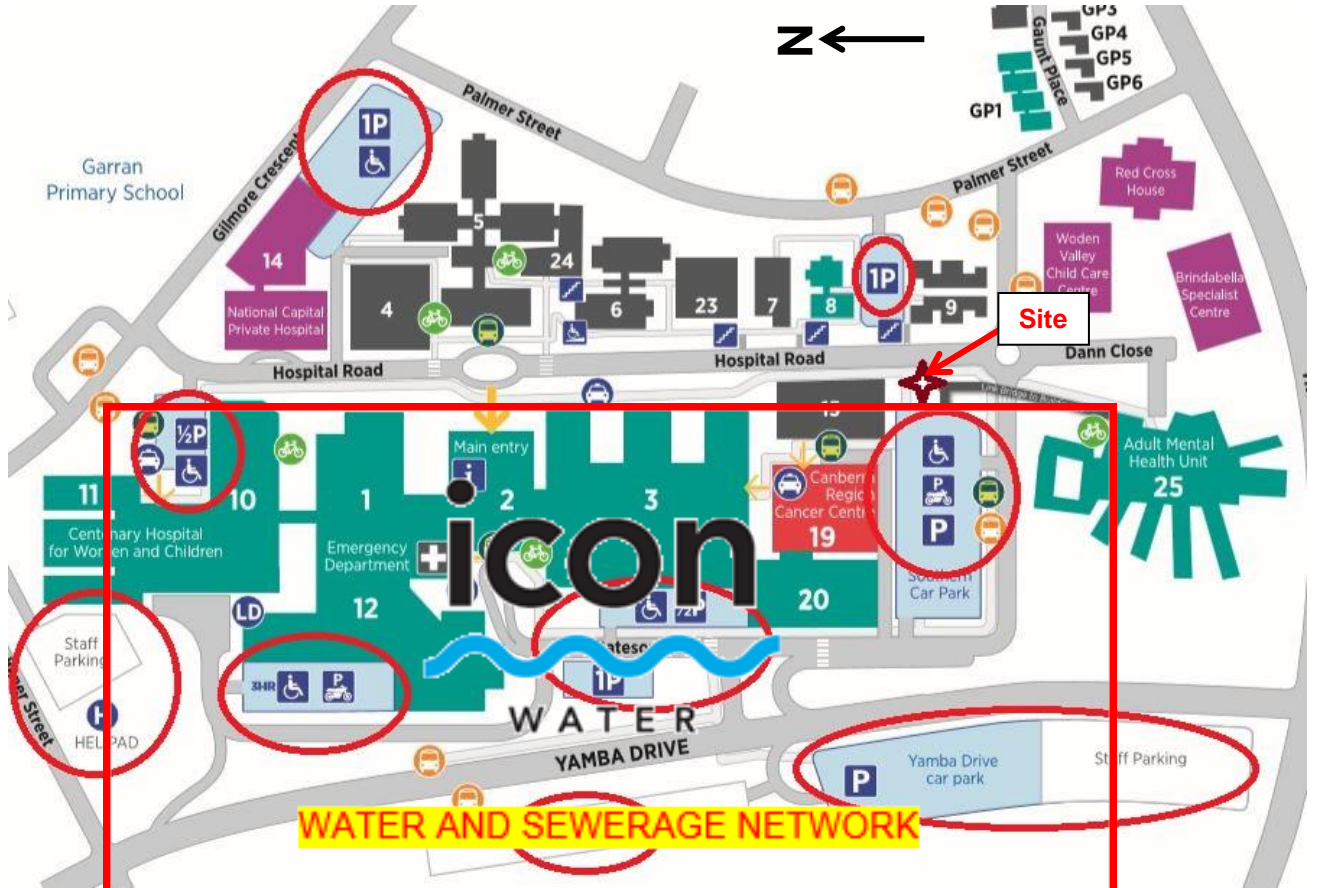 N
GP3
GP4
GP5
GP6
Gaunt Place
GP1
Palmer Street
1P
Garran
Primary School
Gilmore Crescent
Palmer Street
Red Cross
House
5
14
National Capital
Private Hospital
4
24
6
23
7
8
1P
9
Woden
Valley
Child Care
Centre
Brindabella
Specialist
Centre
Site
Hospital Road
Hospital Road
Dann Close
15
½P
Main entry
i
11
10
1
2
3
Canberra
Region
Cancer Centre
19
P
P
Adult Mental
Health Unit
25
Centenary Hospital
for Women and Children
Emergency
Department
icon
Southern
Car Park
LD
12
20
½P
Staff
Parking
3HR
P
1P
H
HELIPAD
WATER
YAMBA DRIVE
P
Yamba Drive
car park
Staff Parking
WATER AND SEWERAGE NETWORK